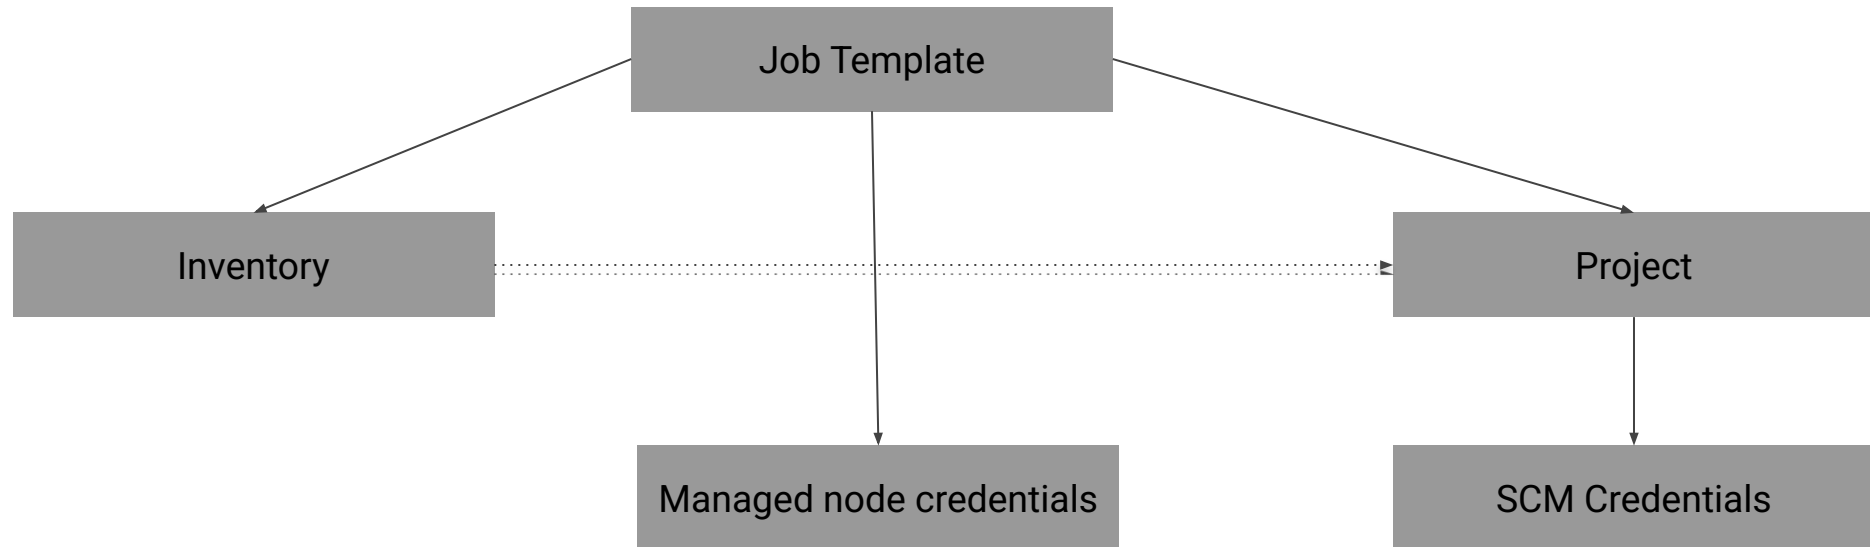 Job Template
Inventory
Project
Managed node credentials
SCM Credentials